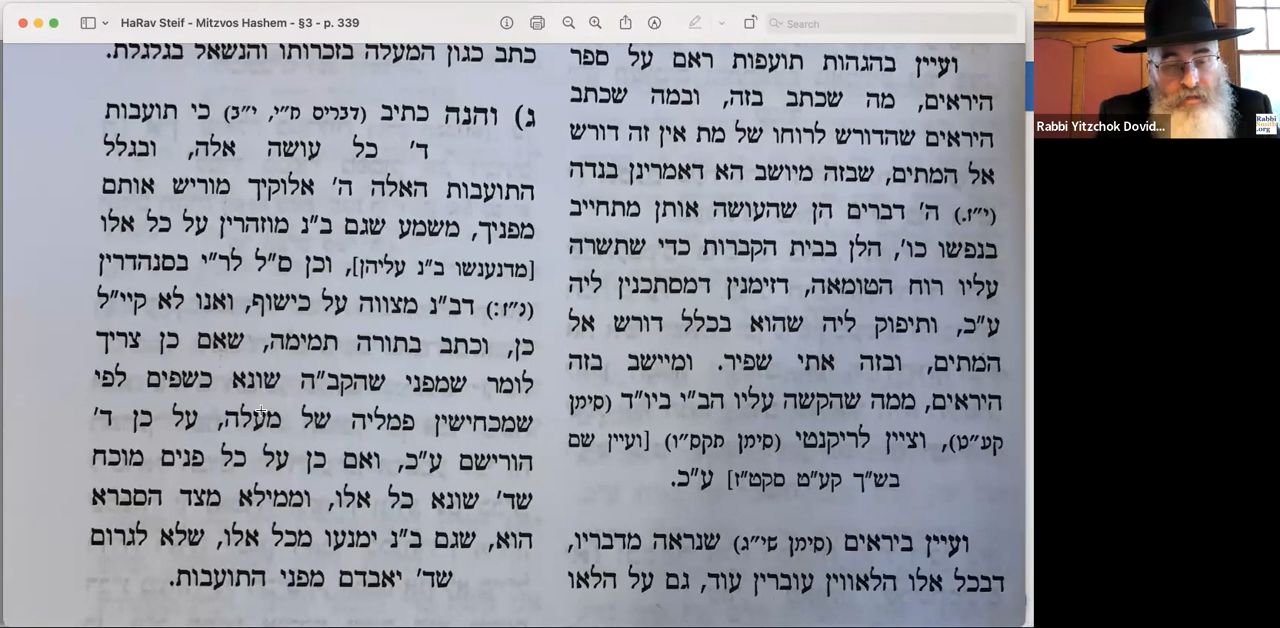 HaRav Steif - Mitzvos Hashem - §3 - p. 339
Search
ועיין בהגהות תועפות ראם על ספר
היראים, מה שכתב בזה, ובמה שכתב
היראים שהדורש לרוחו של מת אין זה דורש
אל המתים, שבזה מיושב הא דאמרינן בנדה
(י״ז.) ה׳ דברים הן שהעושה אותן מתחייב
בנפשו כו׳, הלן בבית הקברות כדי שתשרה
עליו רוח הטומאה, דזימנין דמסתכנין ליה
ע״כ, ותיפוק ליה שהוא בכלל דורש אל
המתים, ובזה אתי שפיר. ומיישב בזה
היראים, ממה שהקשה עליו הב״י ביו״ד (סימן
קע״ט), וציין לריקנטי (סימן תקס״ו) [ועיין שם
בש״ך קע״ט סקט״ז] ע״כ.
ועיין ביראים (סימן שי״ג) שנראה מדבריו,
דבכל אלו הלאווין עוברין עוד, גם על הלאו
כתב כגון המעלה בזכרותו והנשאל בגלגלת.
ג) והנה כתיב (דברים ח״י, י״ב) כי תועבות
ד׳ כל עושה אלה, ובגלל
התועבות האלה ה׳ אלוקיך מוריש אותם
מפניך, משמע שגם ב״נ מוזהרין על כל אלו
[מדנענשו ב״נ עליהן], וכן ס״ל לר״י בסנהדרין
(נ״ו:) דב״נ מצווה על כישוף, ואנו לא קיי״ל
כן, וכתב בתורה תמימה, שאם כן צריך
לומר שמפני שהקב״ה שונא כשפים לפי
שמכחישין פמליה של מעלה, על כן ד׳
הורישם ע״כ, ואם כן על כל פנים מוכח
שד׳ שונא כל אלו, וממילא מצד הסברא
הוא, שגם ב״נ ימנעו מכל אלו, שלא לגרום
שד׳ יאבדם מפני התועבות.
Rabbi Yitzchok Dovid...